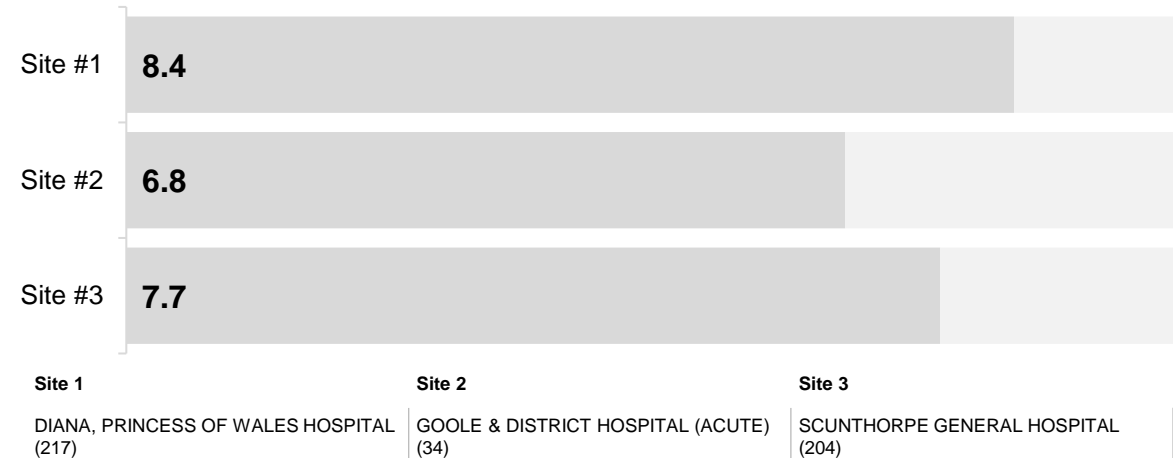 Site #1 8.4
Site #2 6.8
Site #3 7.7
Site 1 Site 2 Site 3
DIANA, PRINCESS OF WALES HOSPITAL GOOLE & DISTRICT HOSPITAL (ACUTE) SCUNTHORPE GENERAL HOSPITAL
(217) (34) (204)